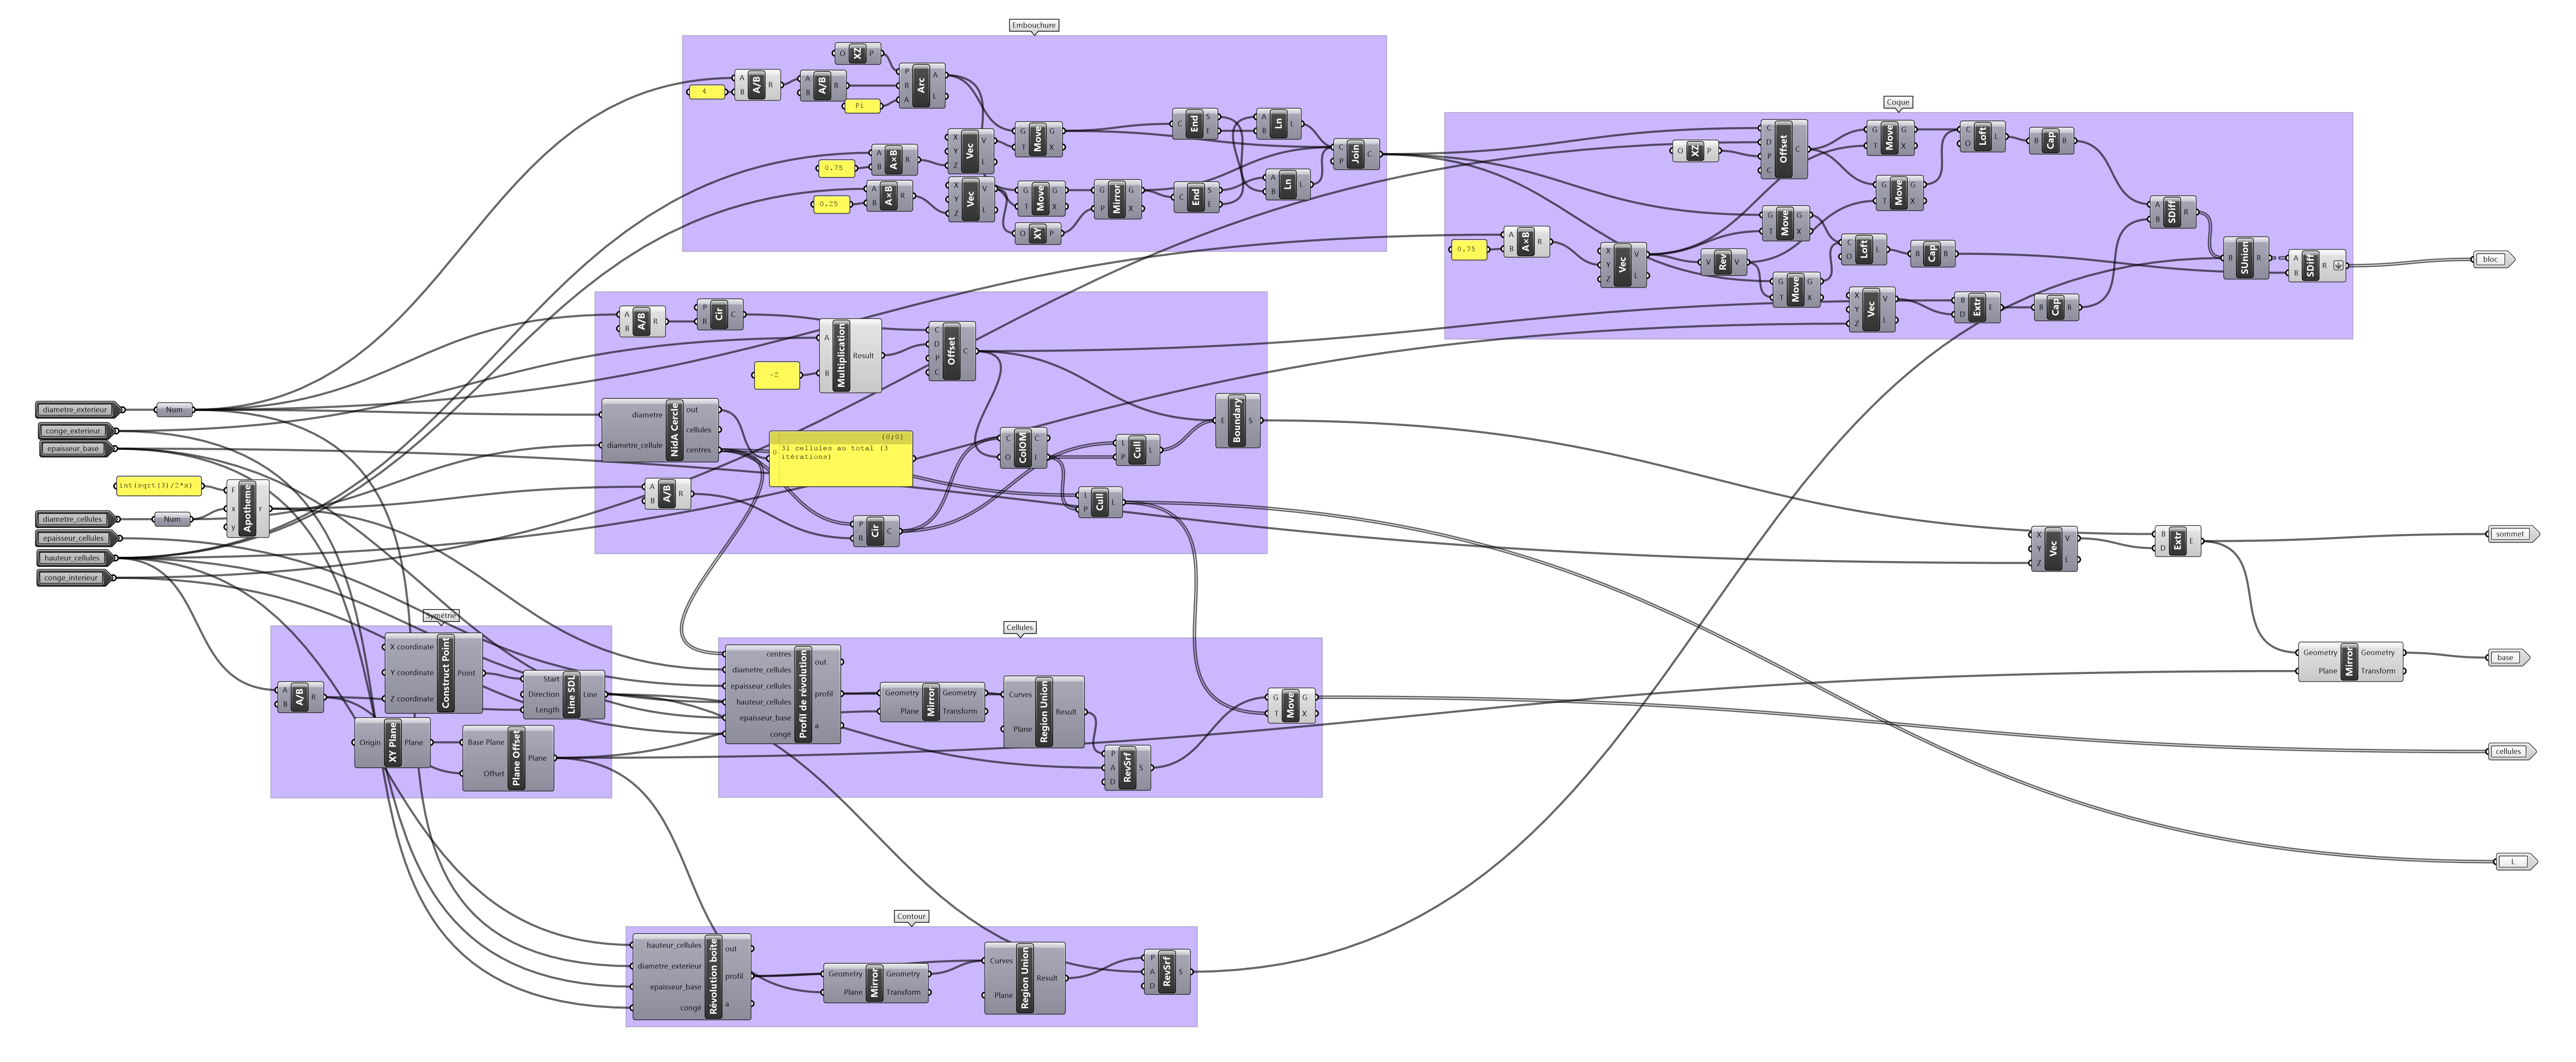 Embouchure
O XZ P
A B A/B R
A B A/B R
4
Pi
P R A Arc A L
0.75
A B A×B R
0.25
A B A×B R
X Y Z Vec V L
X Y Z Vec V L
G T Move G X
G T Move G X
O XY P
G P Mirror G X
C End S E
C End S E
A B Ln L
A B Ln L
C P Join C
Coque
O XZ P
C D P C Offset C
G T Move G X
G T Move G X
C O Loft L
B Cap B
0.75
A B A×B R
X Y Z Vec V L
V Rev V
G T Move G X
G T Move G X
C O Loft L
B Cap B
X Y Z Vec V L
B D Extr E
B Cap B
A B SDiff R
B SUnion R
A B SDiff R
bloc
A B A/B R
P R Cir C
A B Multiplication Result
-2
C D P C Offset C
diametre diametre_cellule NidA Cercle out cellules centres
{0;0}
0 31 cellules au total (3
itérations)
A B A/B R
P R Cir C
C O ColOM C I
L P Cull L
L P Cull L
E Boundary S
diametre_exterieur
Num
conge_exterieur
epaisseur_base
int(sqrt(3)/2*x)
F x y Apotheme r
diametre_cellules
Num
epaisseur_cellules
hauteur_cellules
conge_interieur
X Y Z Vec V L
B D Extr E
sommet
Symétrie
A B A/B R
X coordinate Y coordinate Z coordinate Construct Point Point
Start Direction Length Line SDL Line
Origin XY Plane Plane
Base Plane Offset Plane Offset Plane
Cellules
centres diametre_cellules epaisseur_cellules hauteur_cellules epaisseur_base congé Profil de révolution out profil a
Geometry Plane Mirror Geometry Transform
Curves Plane Region Union Result
P A D RevSrf S
G T Move G X
Geometry Plane Mirror Geometry Transform
base
cellules
L
Contour
hauteur_cellules diametre_exterieur epaisseur_base congé Révolution boite out profil a
Geometry Plane Mirror Geometry Transform
Curves Plane Region Union Result
P A D RevSrf S